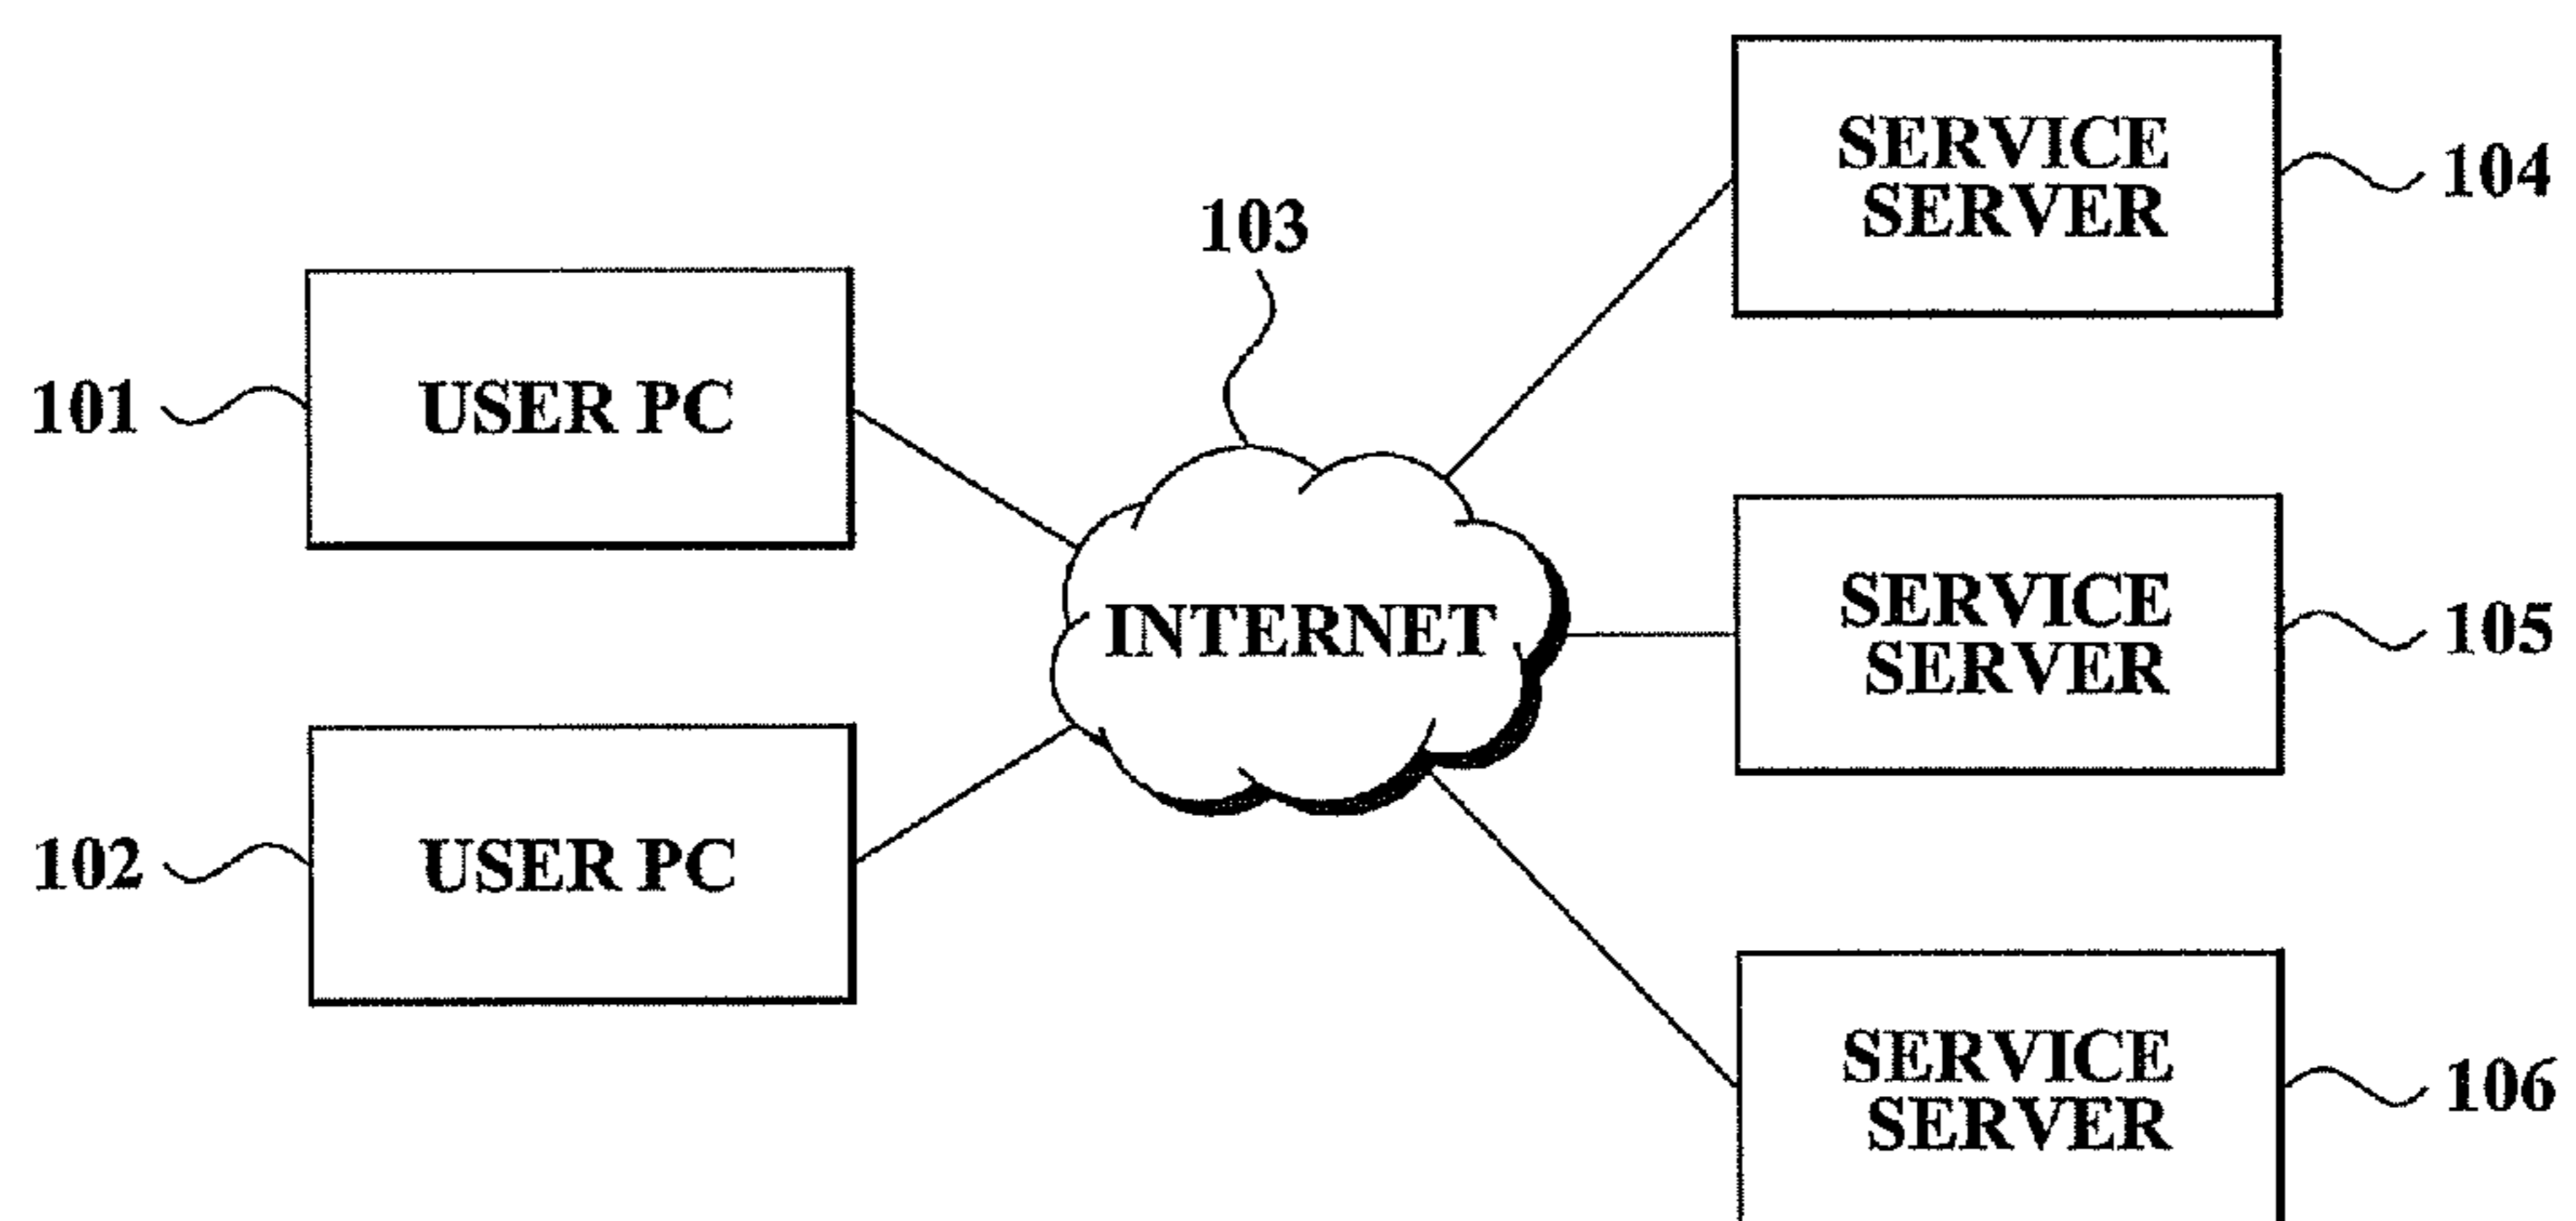 SERVICE
SERVER
104
103
101
USER PC
INTERNET
SERVICE
SERVER
105
102
USER PC
SERVICE
SERVER
106